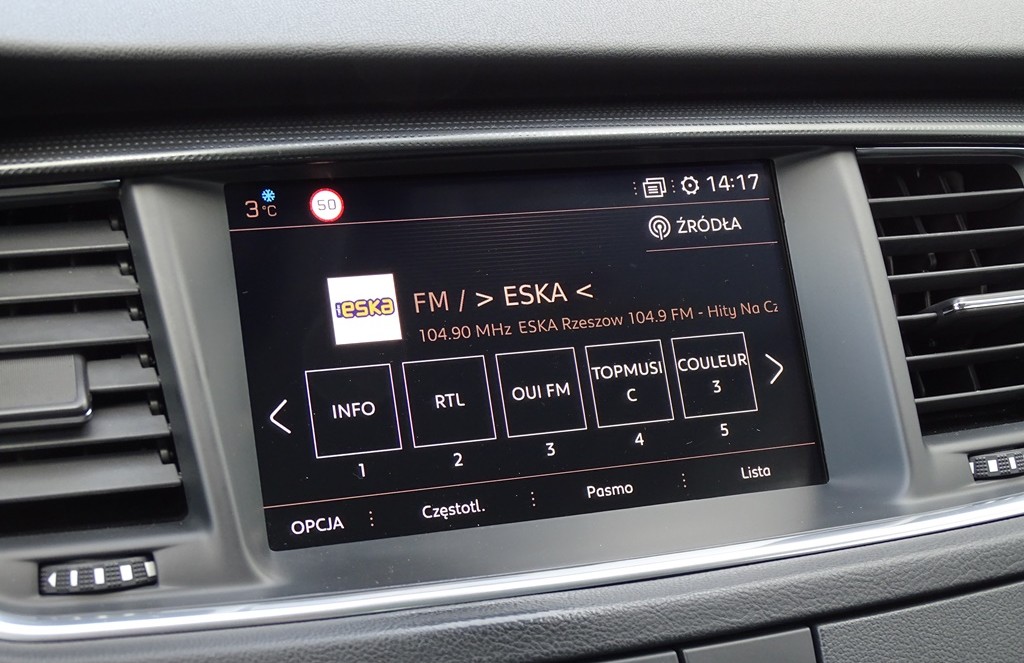 3°C
50
14:17
ŹRÓDŁA
ESKA
FM / > ESKA <
104.90 MHz ESKA Rzeszow 104.9 FM - Hity Na Cz
INFO
RTL
OUI FM
TOPMUSI
C
COULEUR
3
1
2
3
4
5
OPCJA
Częstotl.
Pasmo
Lista